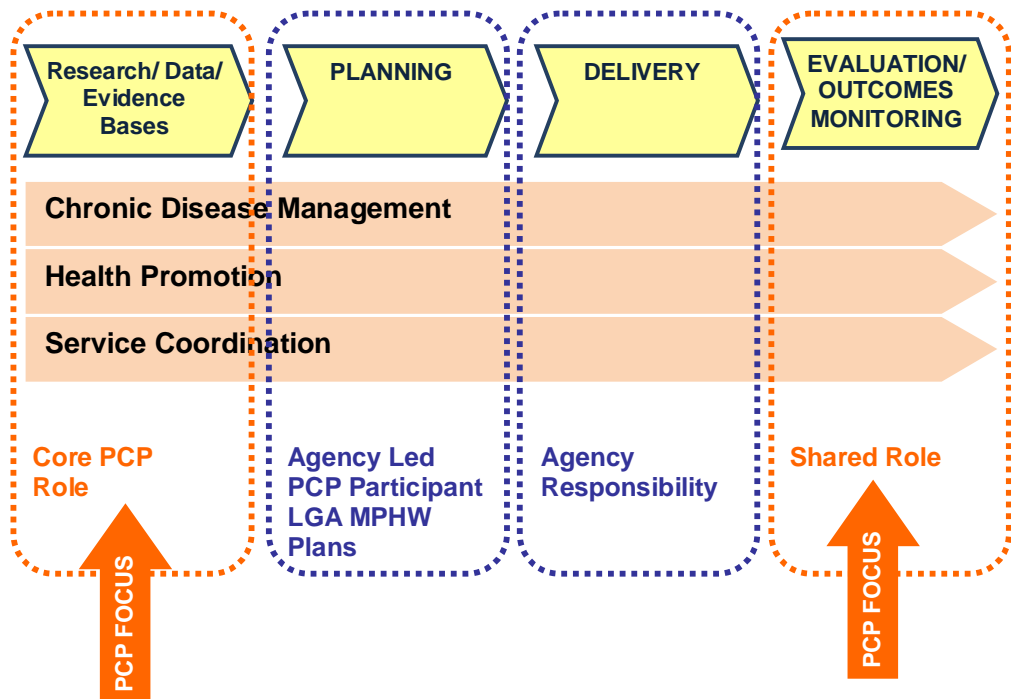 Research/ Data/
Evidence
Bases
PLANNING
DELIVERY
EVALUATION/
OUTCOMES
MONITORING
Chronic Disease Management
Health Promotion
Service Coordination
Core PCP
Role
Agency Led
PCP Participant
LGA MPHW
Plans
Agency
Responsibility
Shared Role
PCP FOCUS
PCP FOCUS